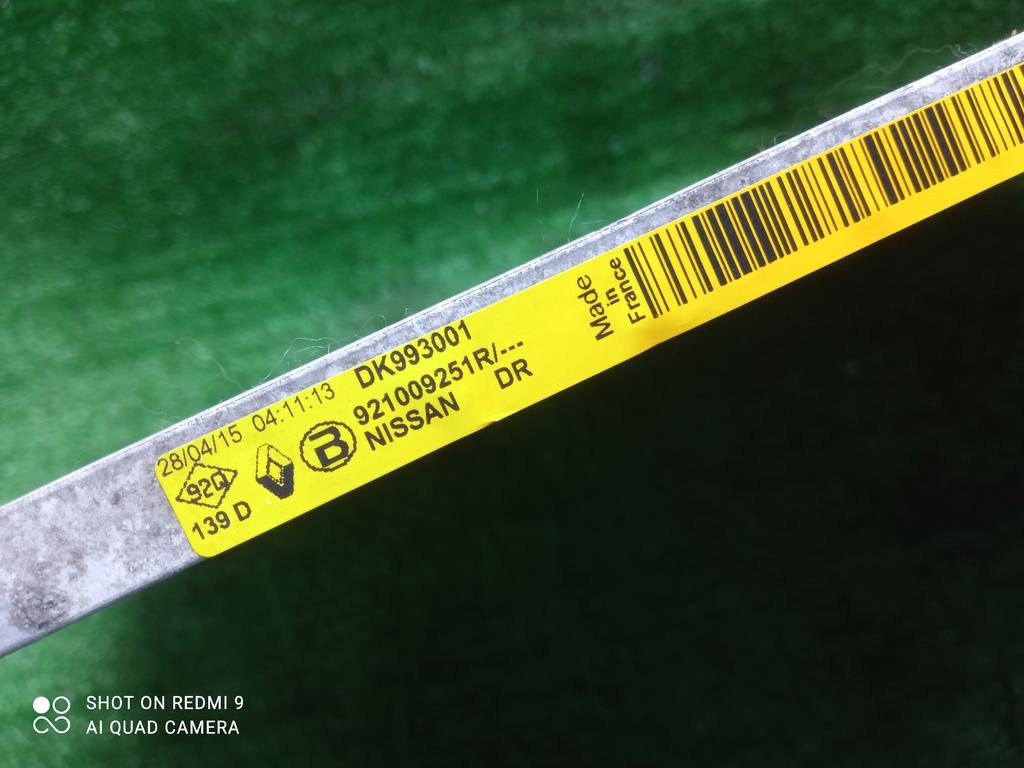 28/04/15 04:11:13 DK993001
92Q B 921009251R/---
139 D NISSAN DR
Made
in
France
SHOT ON REDMI 9
AI QUAD CAMERA